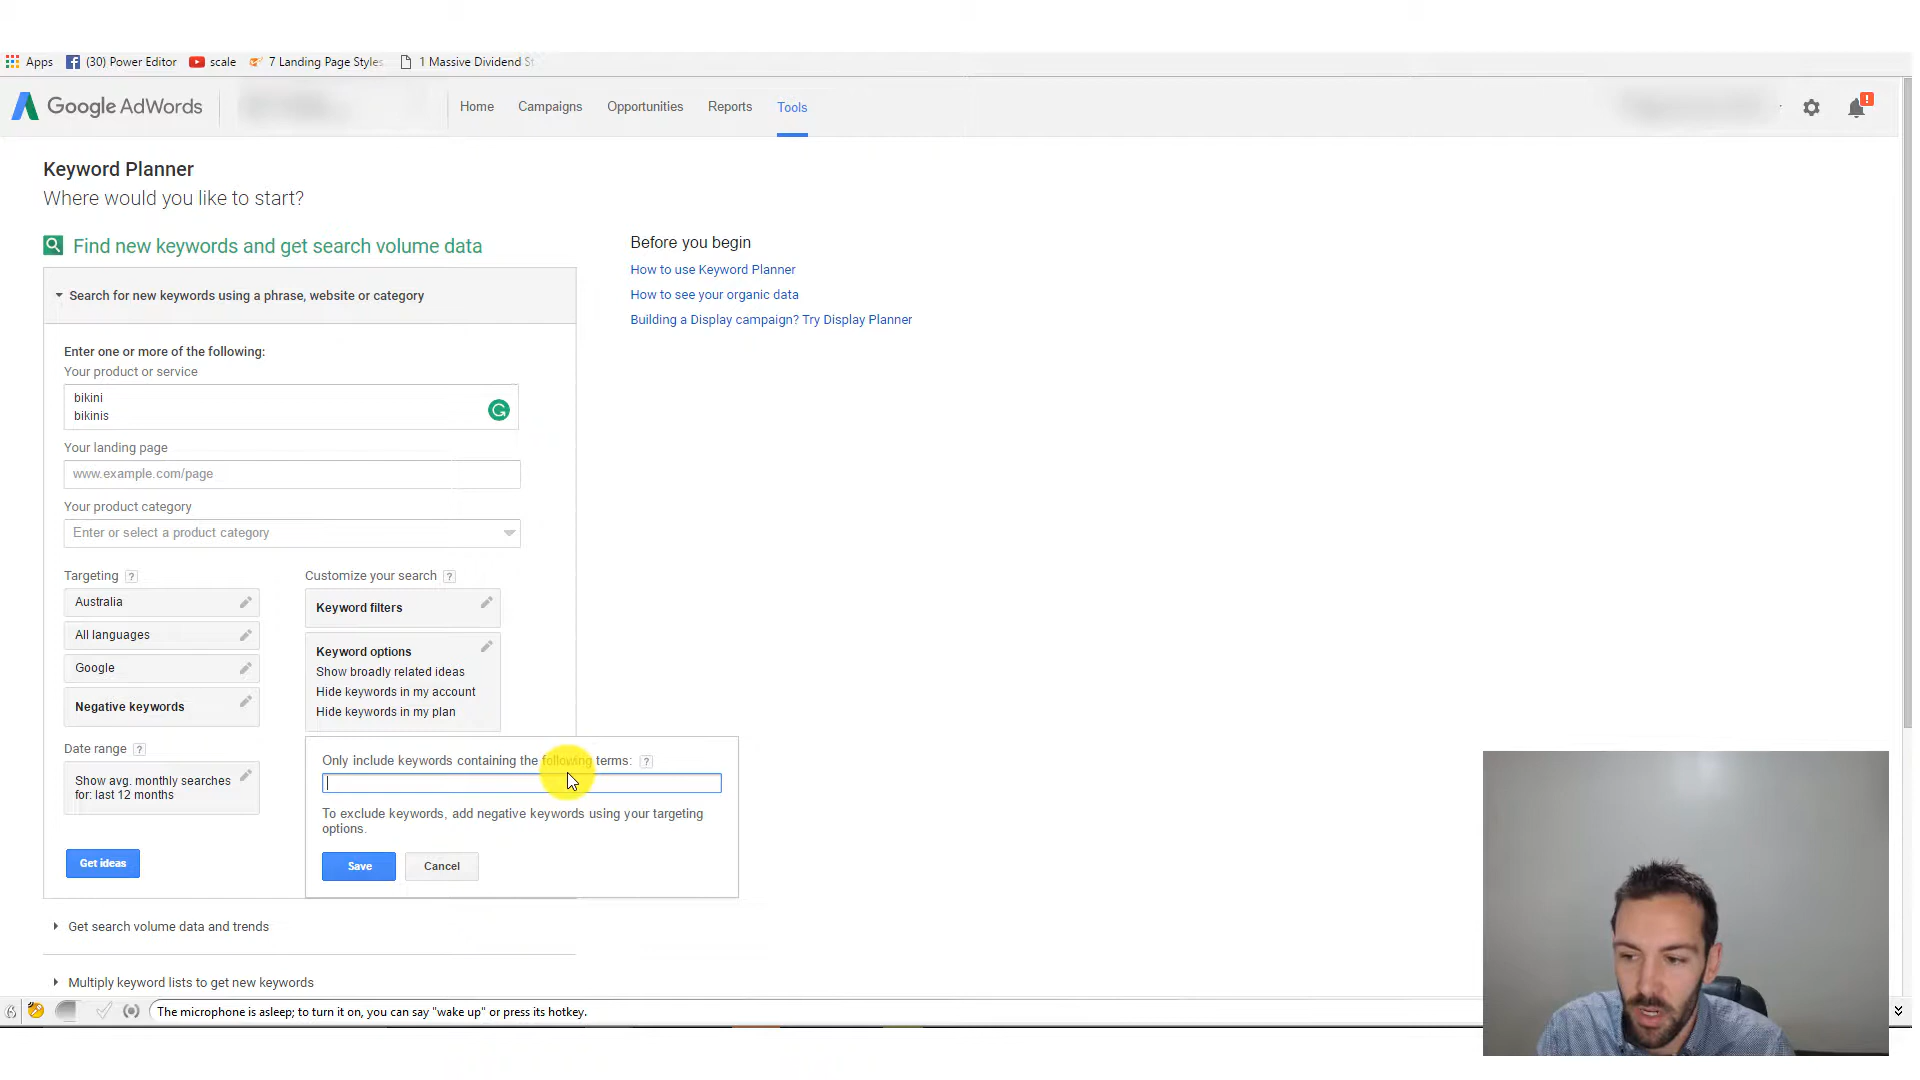 Apps
(30) Power Editor
scale
7 Landing Page Styles
1 Massive Dividend St
Google AdWords
Home
Campaigns
Opportunities
Reports
Tools
!
Keyword Planner
Where would you like to start?
Find new keywords and get search volume data
Search for new keywords using a phrase, website or category
Enter one or more of the following:
Your product or service
bikini
bikinis
Your landing page
www.example.com/page
Your product category
Enter or select a product category
Targeting ?
Australia
All languages
Google
Negative keywords
Date range ?
Show avg. monthly searches
for: last 12 months
Get ideas
Customize your search ?
Keyword filters
Keyword options
Show broadly related ideas
Hide keywords in my account
Hide keywords in my plan
Only include keywords containing the following terms: ?
To exclude keywords, add negative keywords using your targeting
options.
Save
Cancel
Get search volume data and trends
Multiply keyword lists to get new keywords
Before you begin
How to use Keyword Planner
How to see your organic data
Building a Display campaign? Try Display Planner
The microphone is asleep; to turn it on, you can say "wake up" or press its hotkey.